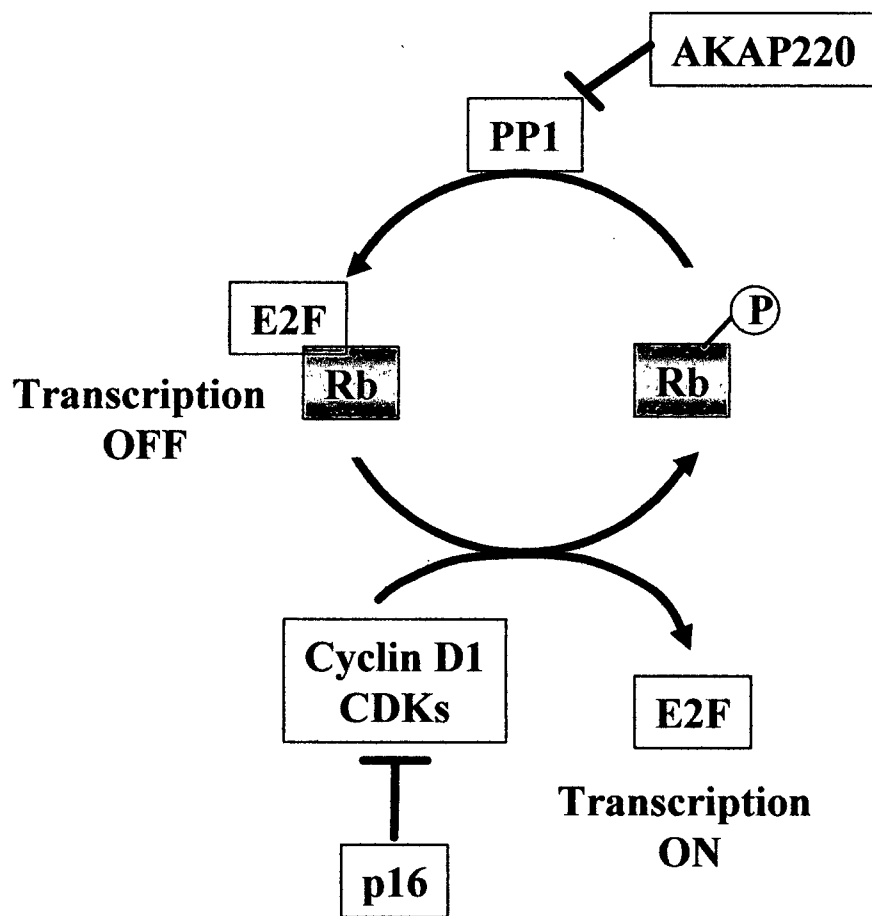 AKAP220
PP1
E2F
P
Rb
Rb
Transcription
OFF
Cyclin D1
CDKs
E2F
Transcription
ON
p16